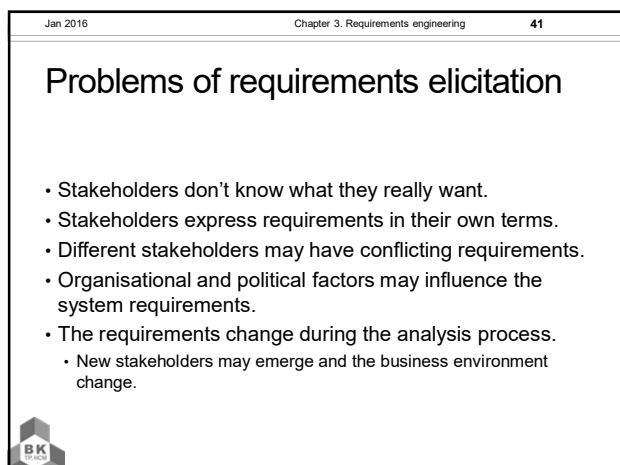 Jan 2016 Chapter 3. Requirements engineering 41
Problems of requirements elicitation
• Stakeholders don’t know what they really want.
• Stakeholders express requirements in their own terms.
• Different stakeholders may have conflicting requirements.
• Organisational and political factors may influence the
system requirements.
• The requirements change during the analysis process.
• New stakeholders may emerge and the business environment
change.
BK
TP.HCM